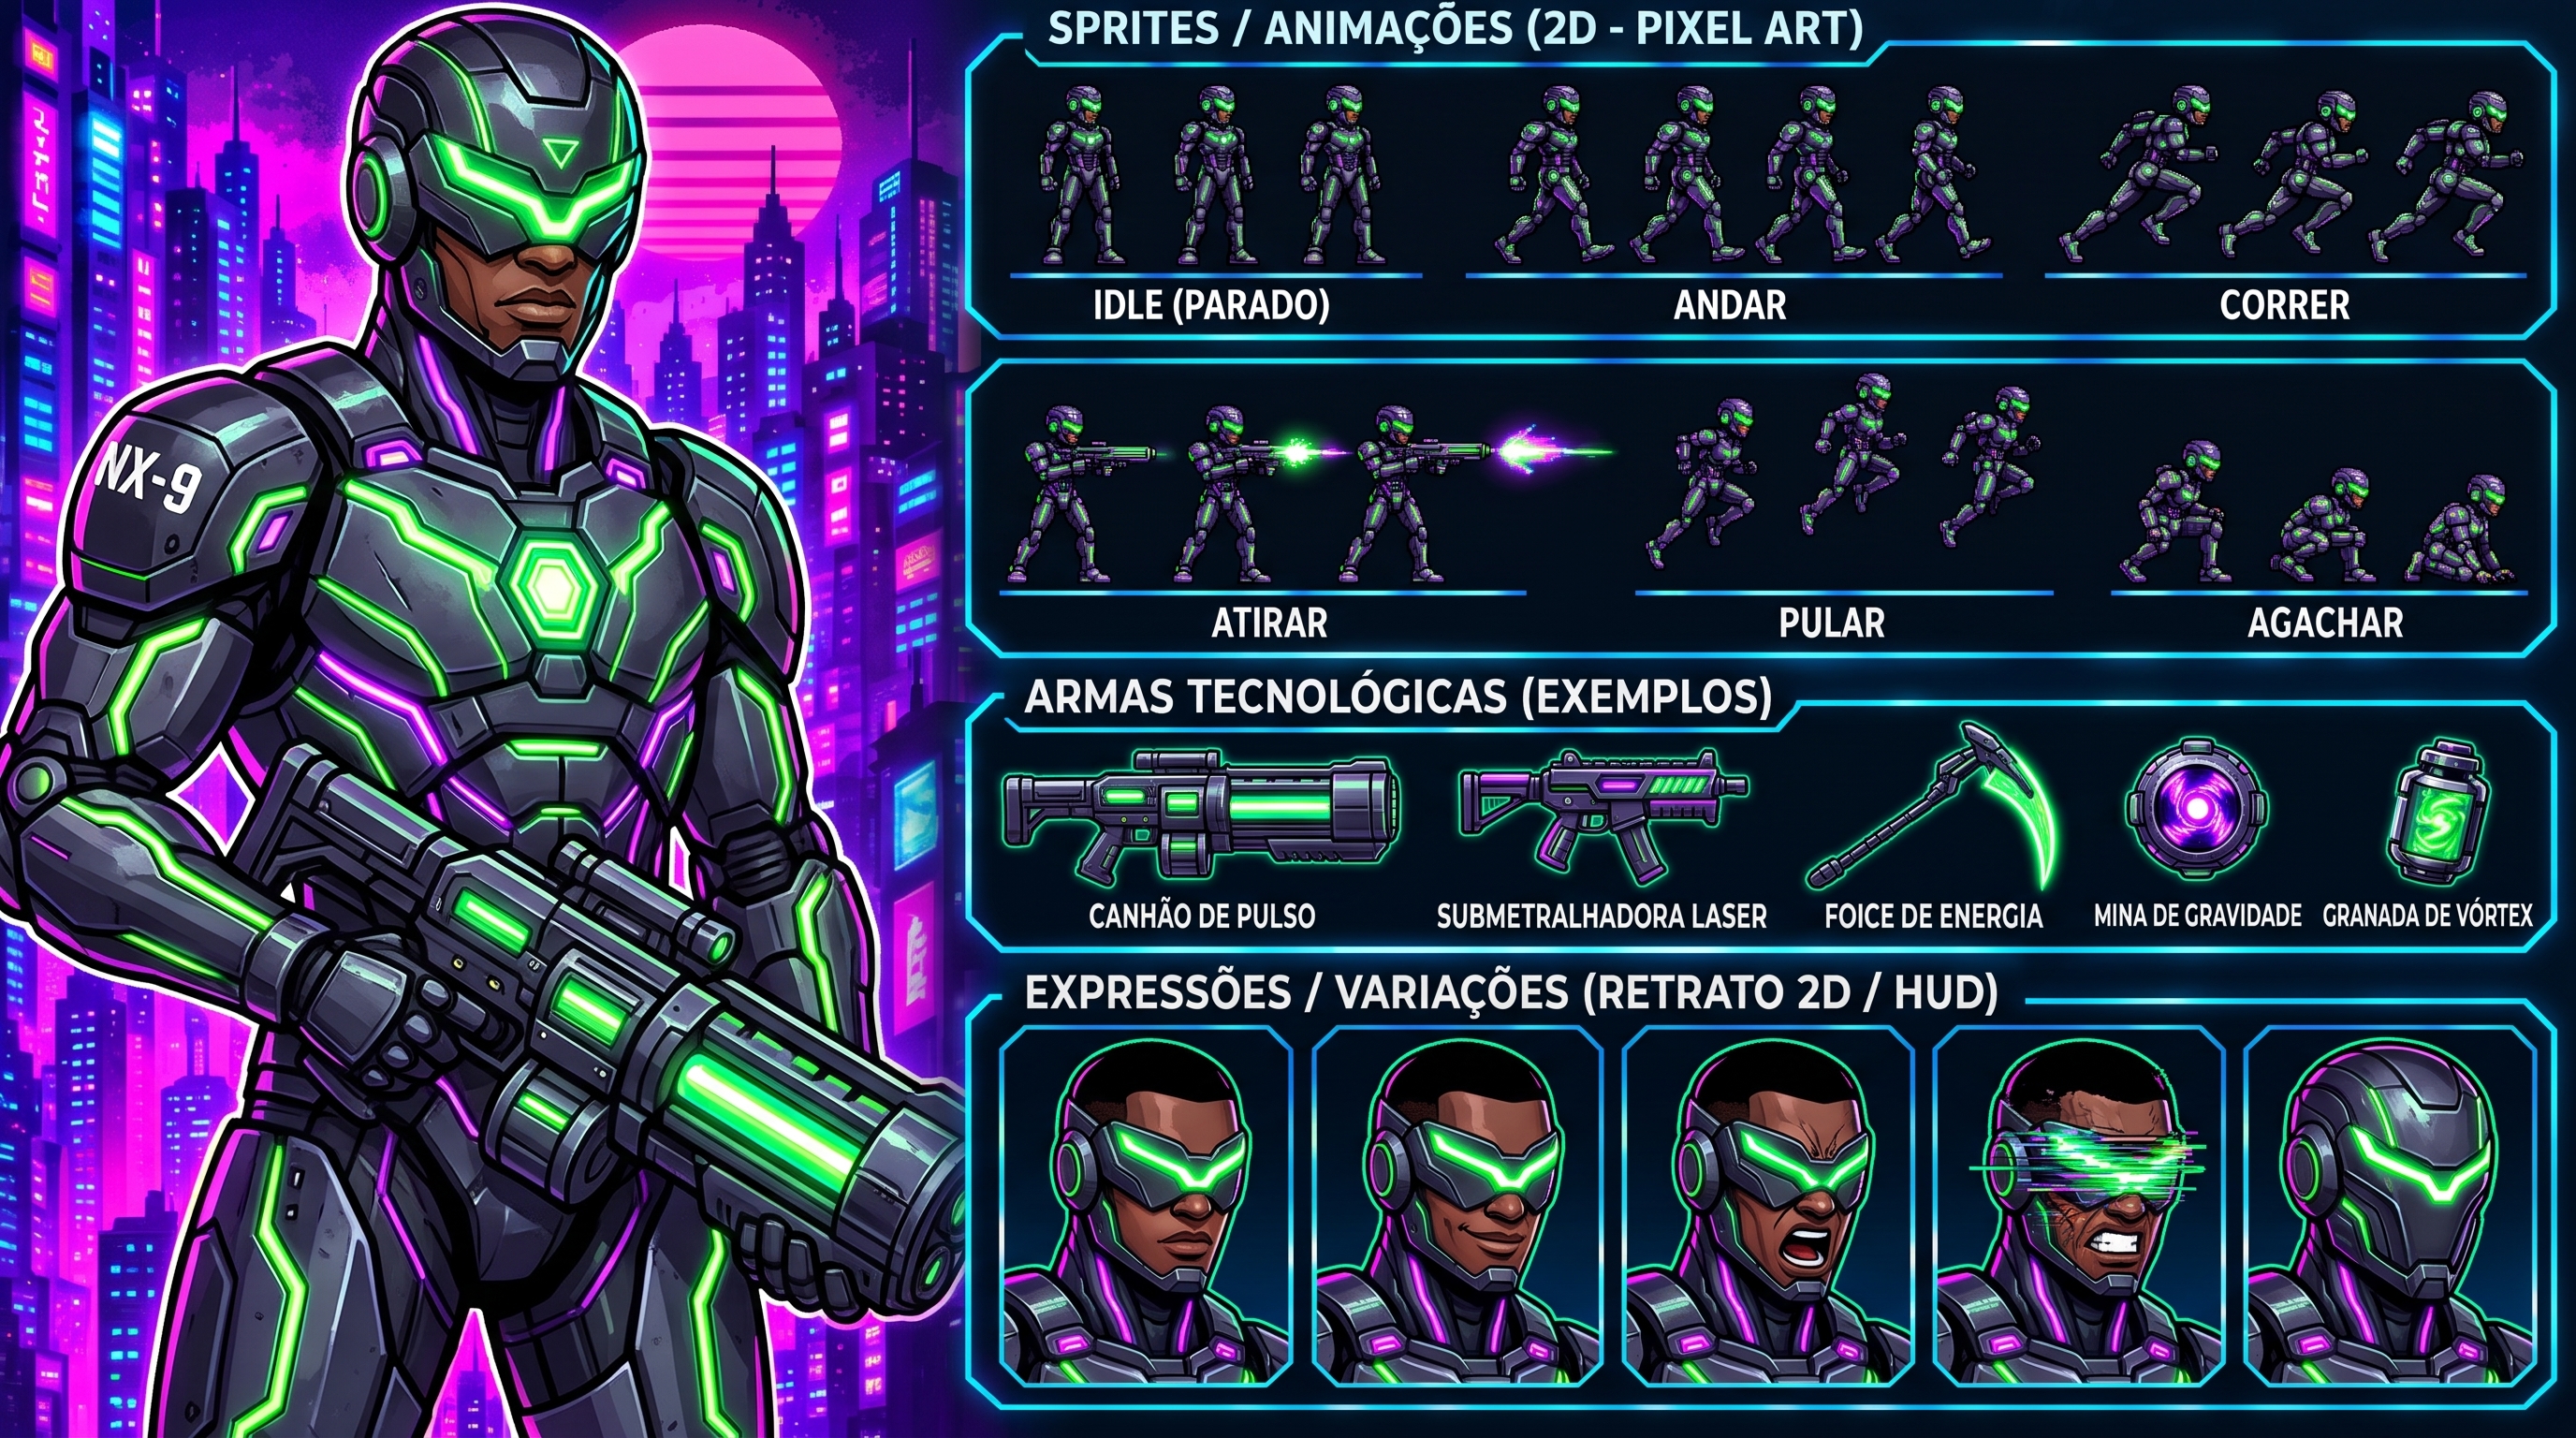 SPRITES / ANIMAÇÕES (2D - PIXEL ART)
IDLE (PARADO)
ANDAR
CORRER
NX-9
ATIRAR
PULAR
AGACHAR
ARMAS TECNOLÓGICAS (EXEMPLOS)
CANHÃO DE PULSO
SUBMETRALHADORA LASER
FOICE DE ENERGIA
MINA DE GRAVIDADE
GRANADA DE VÓRTEX
EXPRESSÕES / VARIAÇÕES (RETRATO 2D / HUD)